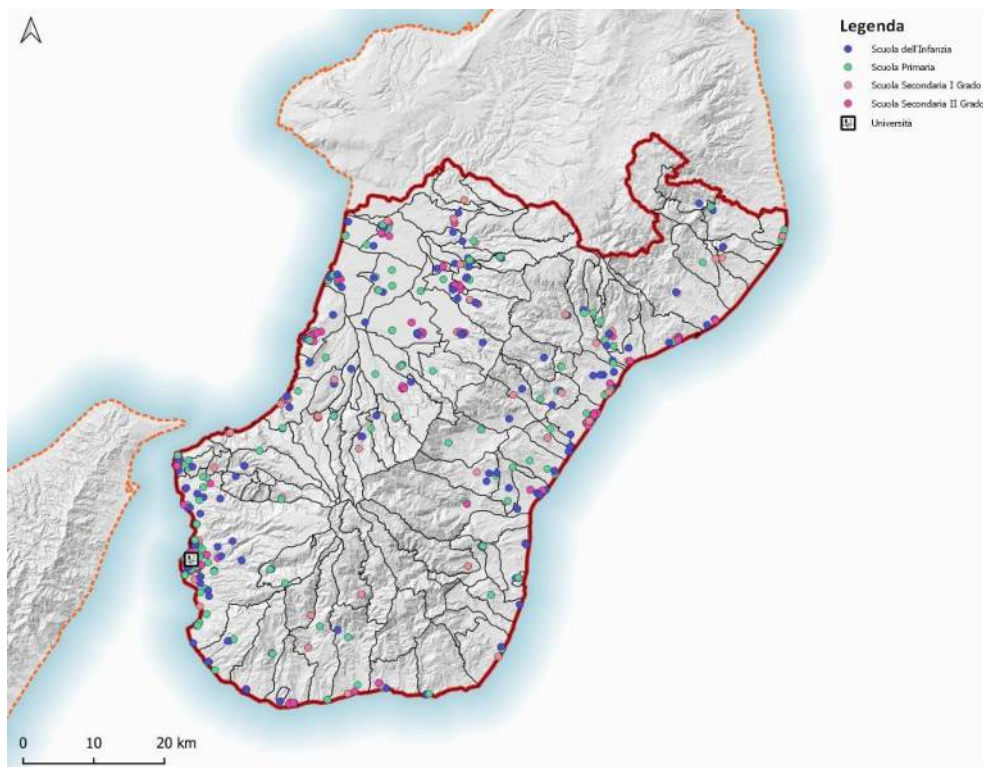 Legenda
Scuola dell'Infanzia
Scuola Primaria
Scuola Secondaria I Grado
Scuola Secondaria II Grado
Università
0 10 20 km